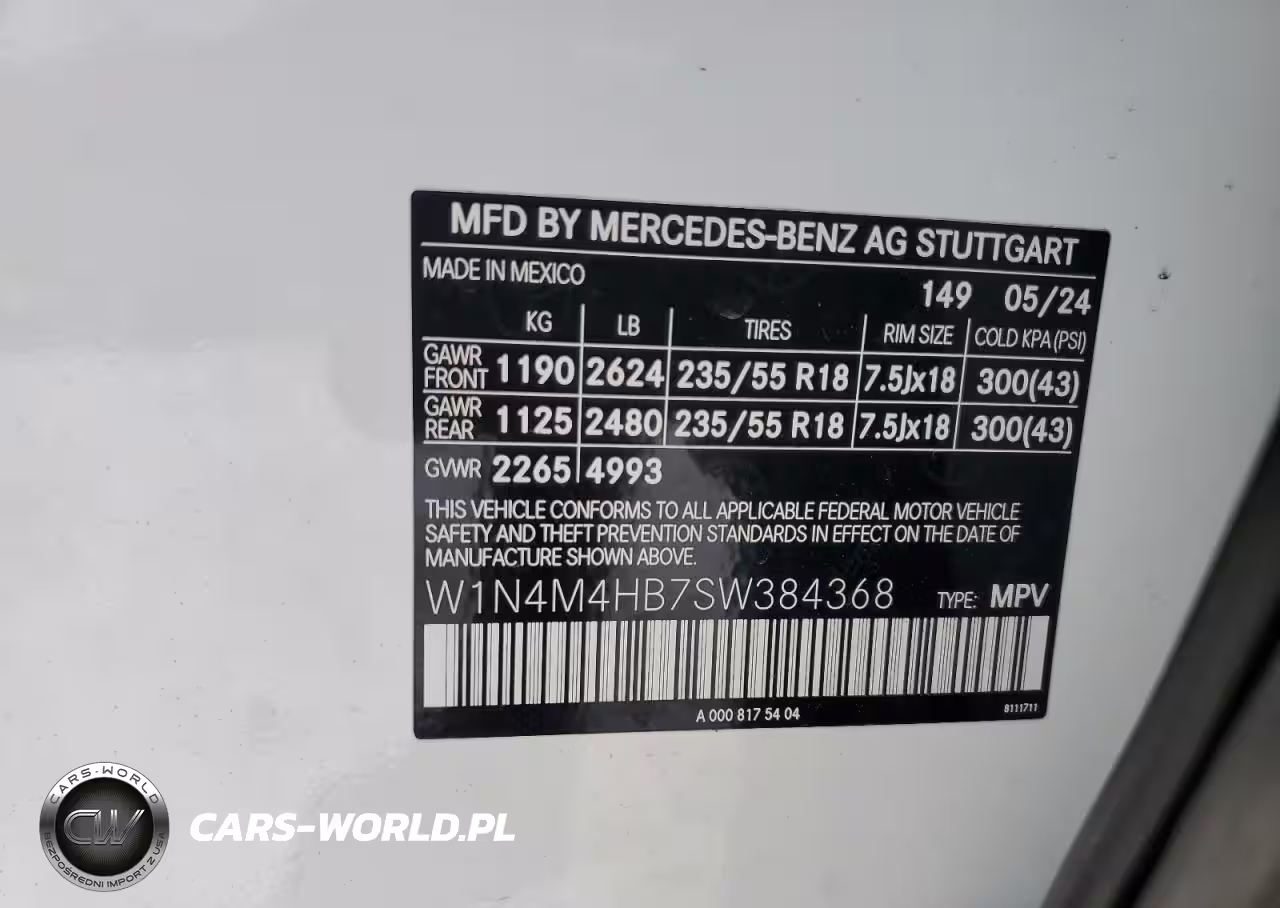 MFD BY MERCEDES-BENZ AG STUTTGART
MADE IN MEXICO
149 05/24
KG LB TIRES RIM SIZE COLD KPA(PSI)
GAWR FRONT 1190 2624 235/55 R18 7.5Jx18 300(43)
GAWR REAR 1125 2480 235/55 R18 7.5Jx18 300(43)
GVWR 2265 4993
THIS VEHICLE CONFORMS TO ALL APPLICABLE FEDERAL MOTOR VEHICLE
SAFETY AND THEFT PREVENTION STANDARDS IN EFFECT ON THE DATE OF
MANUFACTURE SHOWN ABOVE.
W1N4M4HB7SW384368 TYPE: MPV
A 000 817 54 04 8111711
CARS-WORLD
CW
BEZPOŚREDNI IMPORT Z USA
CARS-WORLD.PL